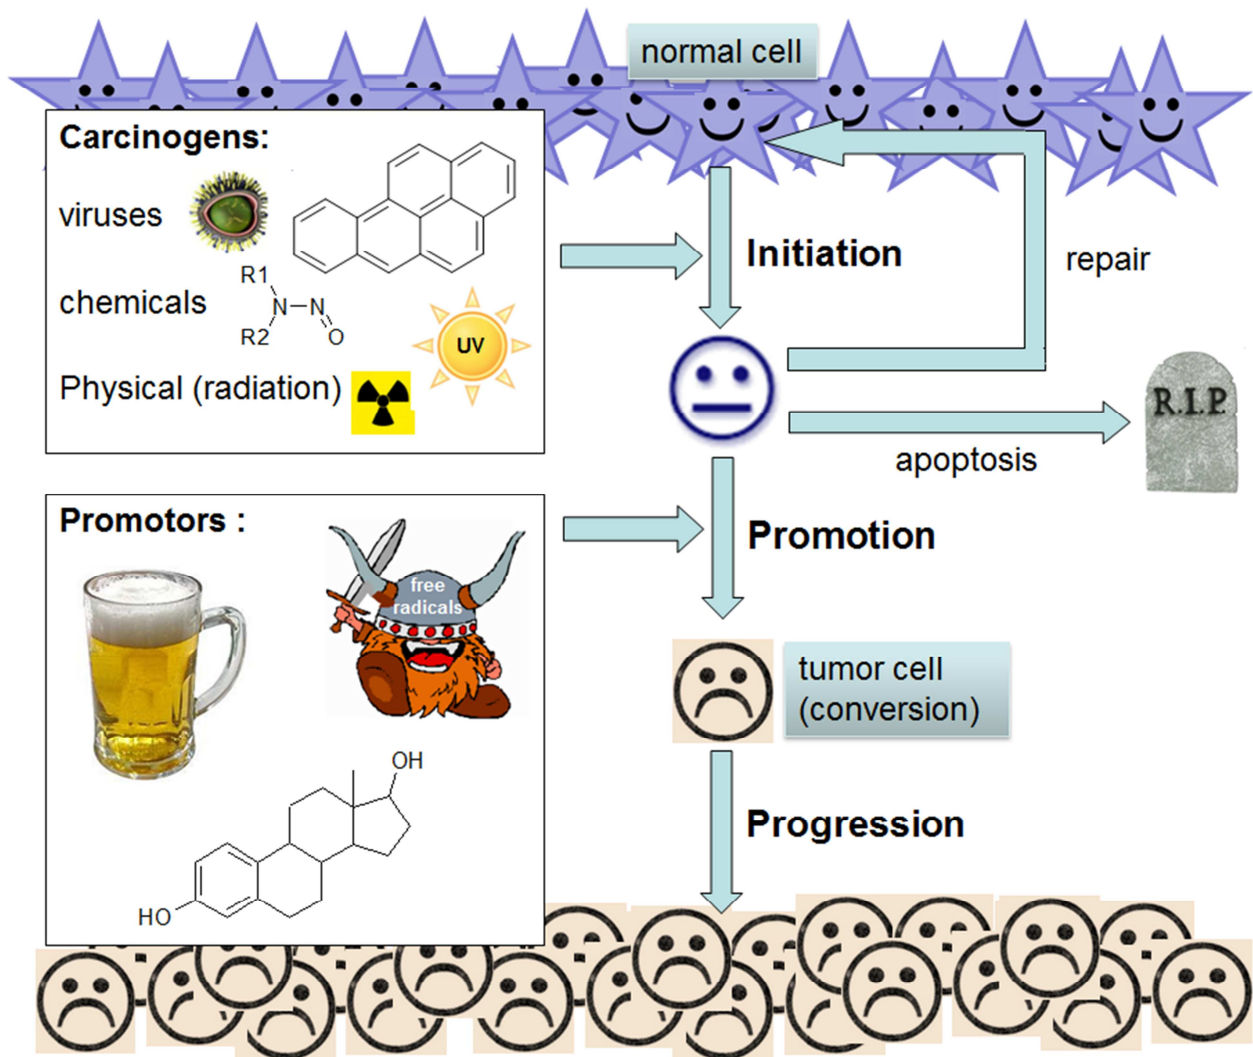 normal cell
Carcinogens:
viruses
R1
chemicals
N
N
R2
O
UV
Physical (radiation)
Initiation
repair
R.I.P.
apoptosis
Promotors :
free
radicals
Promotion
tumor cell
(conversion)
OH
HO
Progression